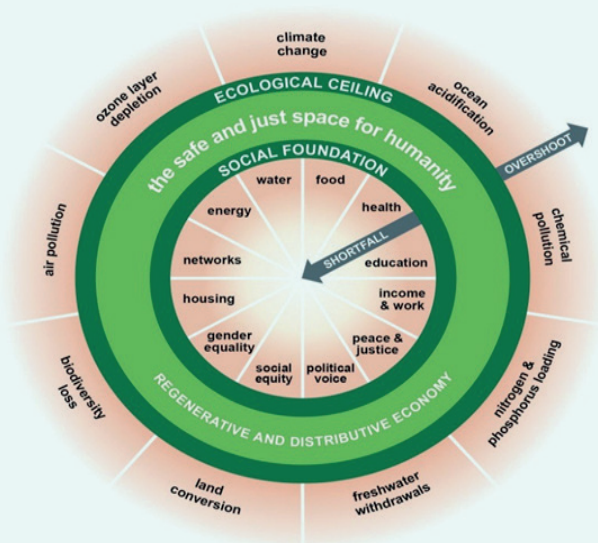 climate
change
ocean
acidification
chemical
pollution
nitrogen &
phosphorus loading
freshwater
withdrawals
land
conversion
biodiversity
loss
air pollution
ozone layer
depletion
OVERSHOOT
ECOLOGICAL CEILING
the safe and just space for humanity
SOCIAL FOUNDATION
water
food
health
SHORTFALL
education
income
& work
peace &
justice
political
voice
social
equity
gender
equality
housing
networks
energy
REGENERATIVE AND DISTRIBUTIVE ECONOMY